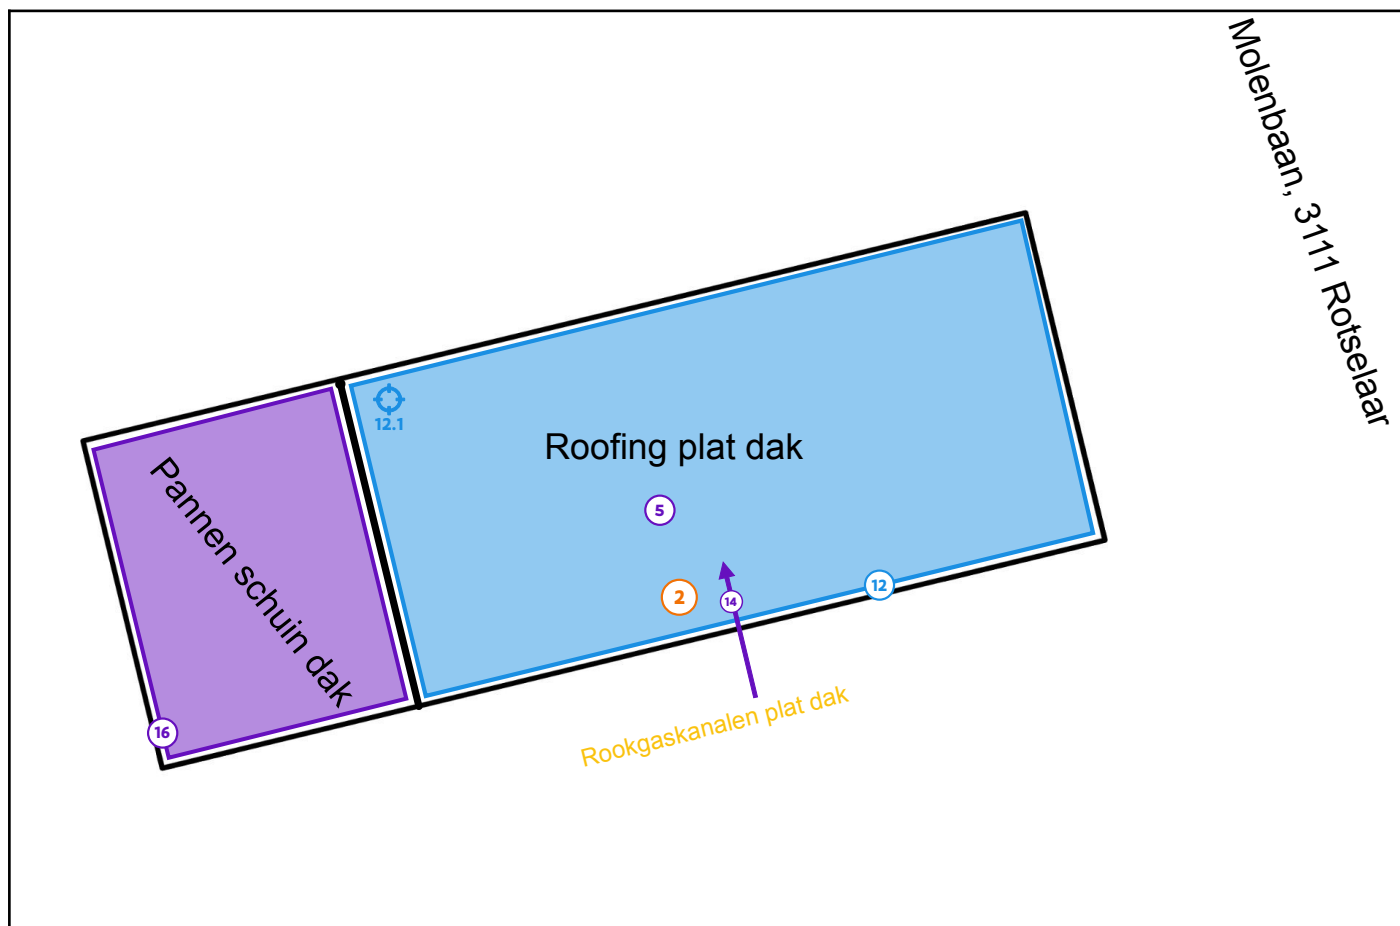 Molenbaan, 3111 Rotselaar
12.1
Roofing plat dak
Pannen schuin dak
5
2
14
12
16
Rookgaskanalen plat dak